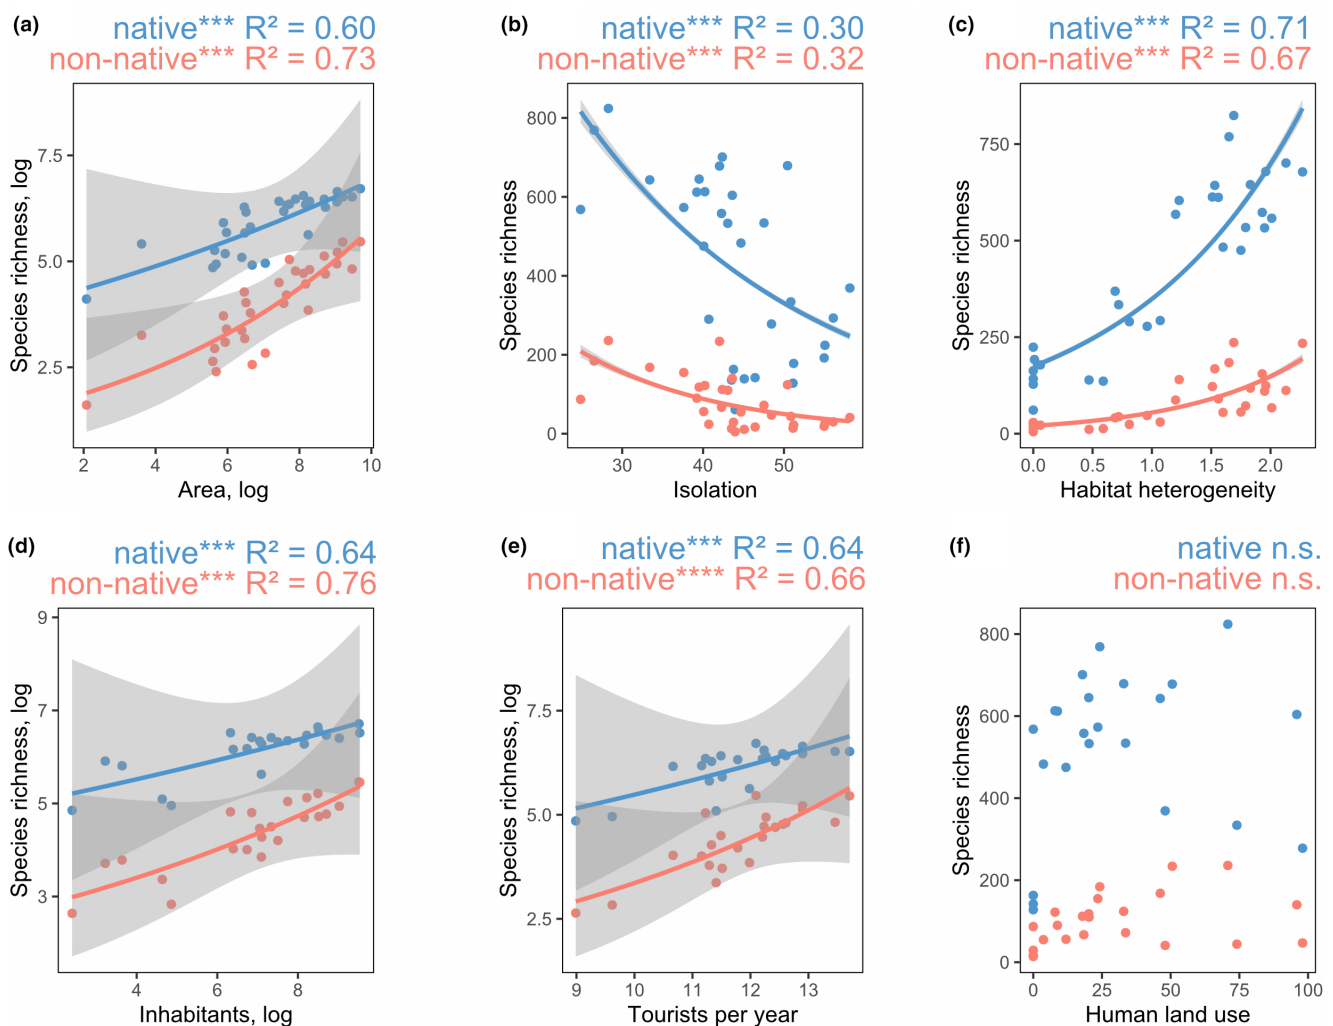 (a)
native*** R² = 0.60
non-native*** R² = 0.73
Species richness, log
7.5
5.0
2.5
2 4 6 8 10
Area, log
(b)
native*** R² = 0.30
non-native*** R² = 0.32
Species richness
800
600
400
200
0
30 40 50
Isolation
(c)
native*** R² = 0.71
non-native*** R² = 0.67
Species richness
750
500
250
0
0.0 0.5 1.0 1.5 2.0
Habitat heterogeneity
(d)
native*** R² = 0.64
non-native*** R² = 0.76
Species richness, log
9
7
5
3
4 6 8
Inhabitants, log
(e)
native*** R² = 0.64
non-native**** R² = 0.66
Species richness, log
7.5
5.0
2.5
9 10 11 12 13
Tourists per year
(f)
native n.s.
non-native n.s.
Species richness
800
600
400
200
0
0 25 50 75 100
Human land use